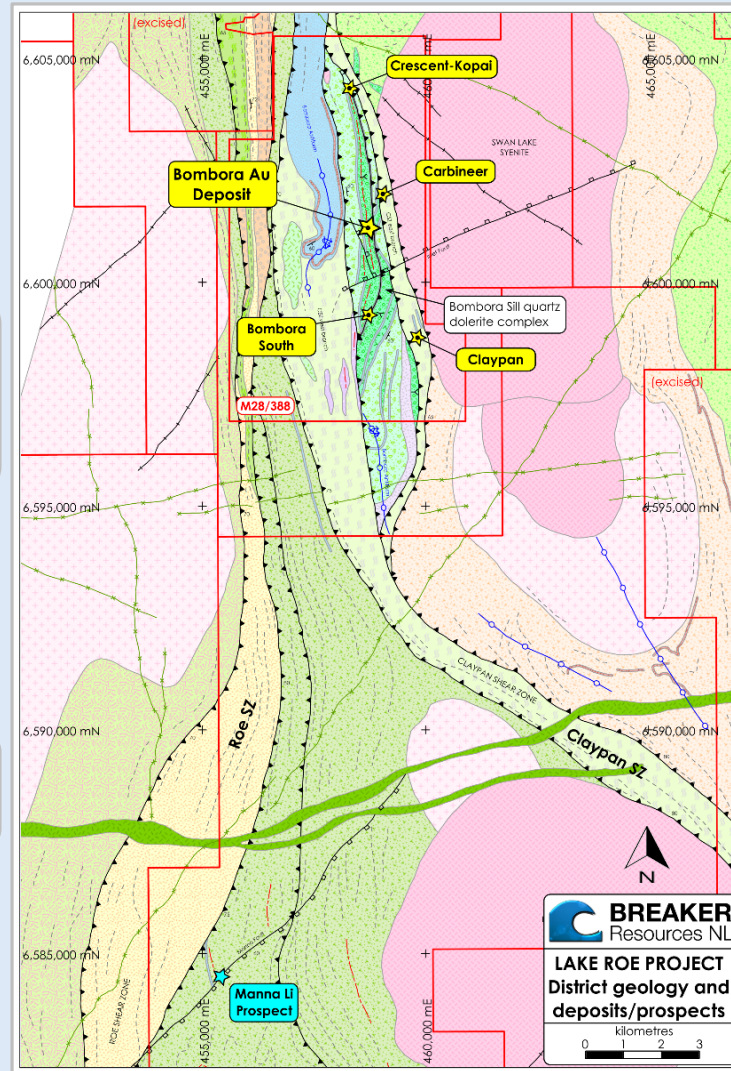 (excised)
455,000 mE
460,000 mE
465,000 mE
6,605,000 mN
6,605,000 mN
Crescent-Kopai
SWAN LAKE
SYENITE
Bombora Au
Deposit
Carbineer
6,600,000 mN
6,600,000 mN
Bombora Sill quartz
dolerite complex
Bombora
South
Claypan
(excised)
M28/388
6,595,000 mN
6,595,000 mN
CLAYPAN SHEAR ZONE
Roe SZ
6,590,000 mN
6,590,000 mN
Claypan SZ
N
6,585,000 mN
Manna Li
Prospect
ROE SHEAR ZONE
455,000 mE
460,000 mE
BREAKER
Resources NL
LAKE ROE PROJECT
District geology and
deposits/prospects
kilometres
0 1 2 3